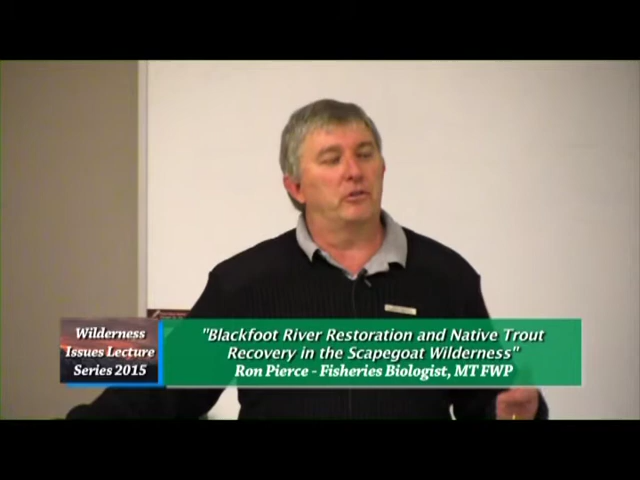 Wilderness
Issues Lecture
Series 2015
"Blackfoot River Restoration and Native Trout
Recovery in the Scapegoat Wilderness"
Ron Pierce - Fisheries Biologist, MT FWP